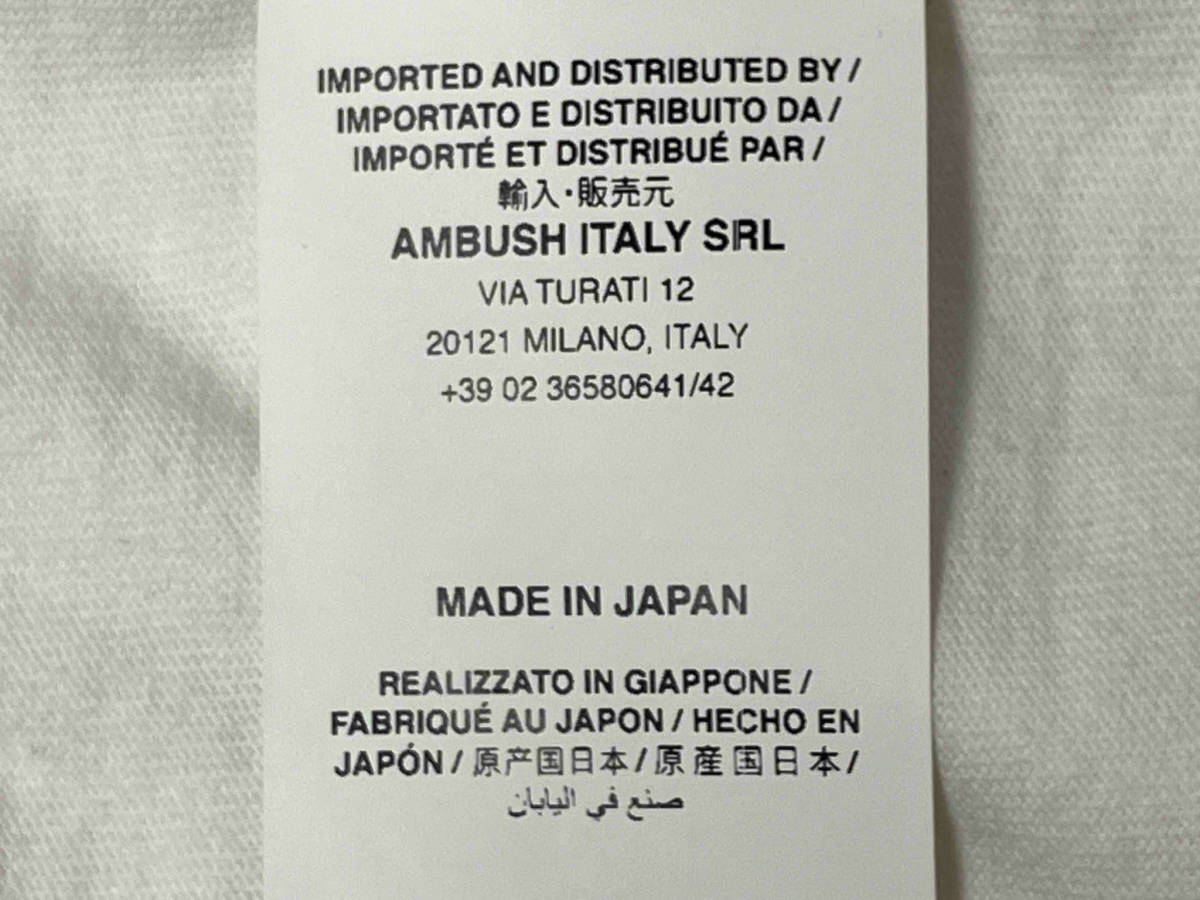 IMPORTED AND DISTRIBUTED BY /
IMPORTATO E DISTRIBUITO DA /
IMPORTÉ ET DISTRIBUÉ PAR /
輸入・販売元
AMBUSH ITALY SRL
VIA TURATI 12
20121 MILANO, ITALY
+39 02 36580641/42
MADE IN JAPAN
REALIZZATO IN GIAPPONE /
FABRIQUÉ AU JAPON / HECHO EN
JAPÓN / 原产国日本 / 原産国日本 /
صنع في اليابان